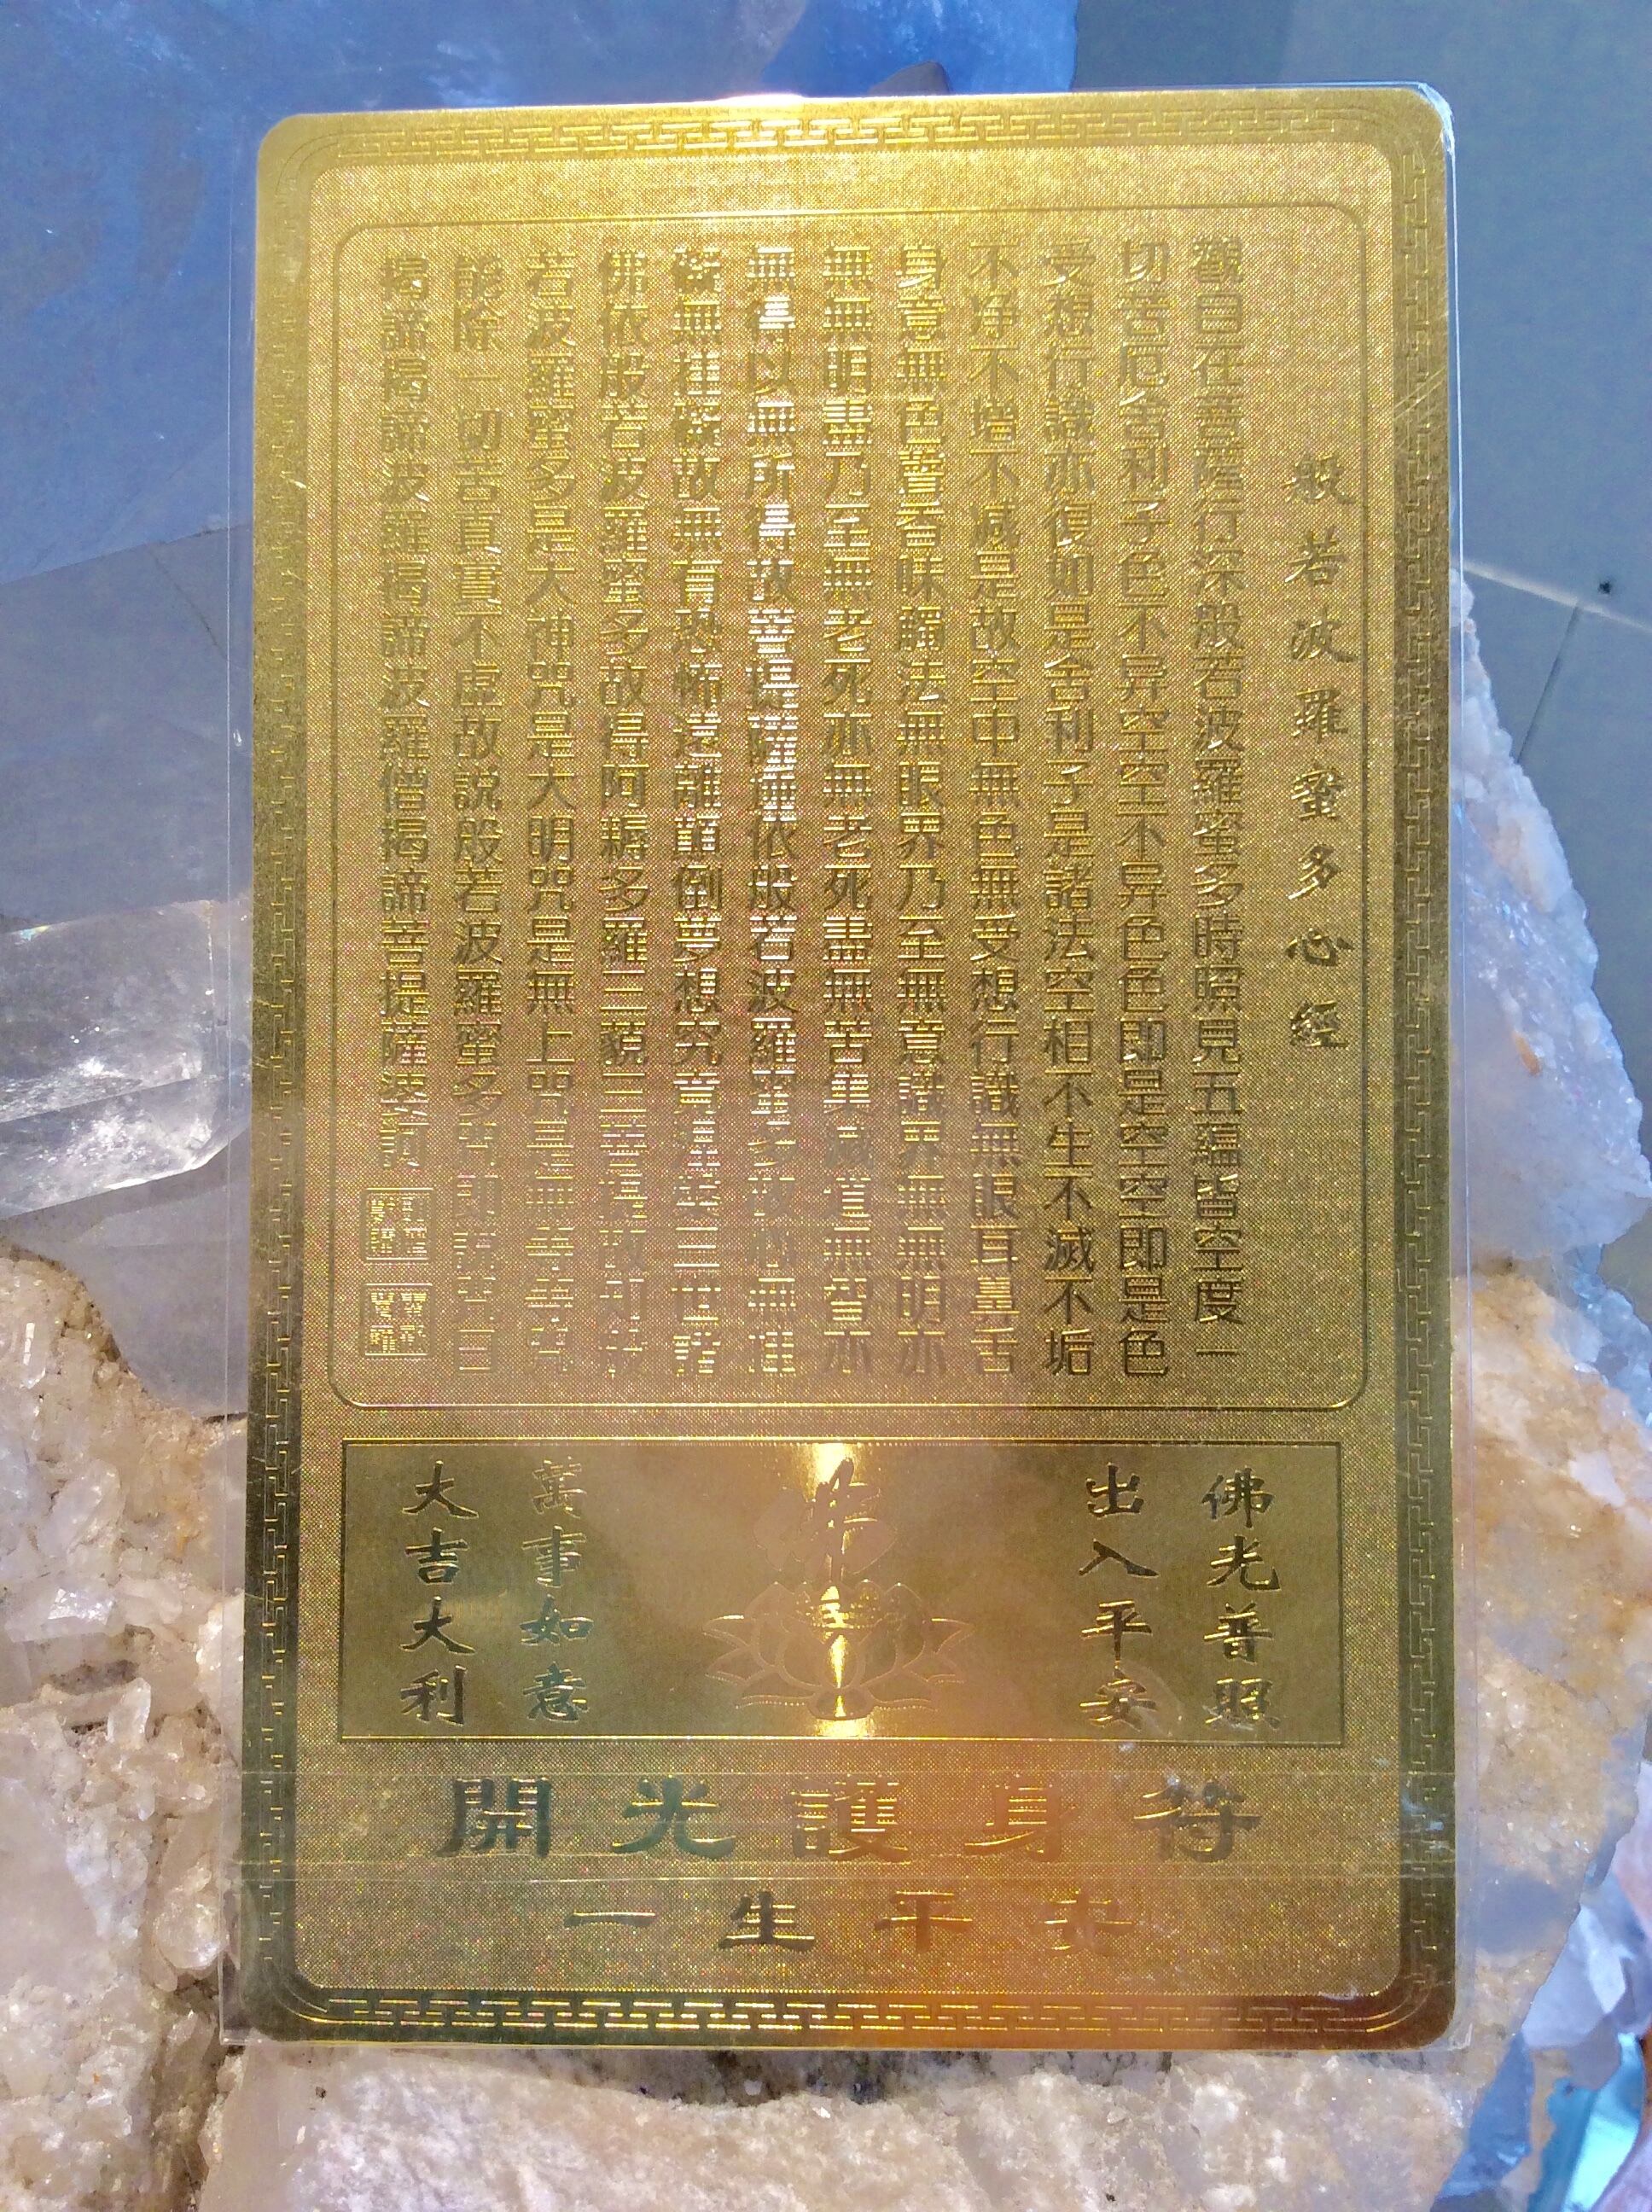 般若波羅蜜多心經
觀自在菩薩行深般若波羅蜜多時照見五蘊皆空度一
切苦厄舍利子色不异空空不异色色即是空空即是色
受想行識亦復如是舍利子是諸法空相不生不滅不垢
不净不增不減是故空中無色無受想行識無眼耳鼻舌
身意無色聲香味觸法無眼界乃至無意識界無無明亦
無無明盡乃至無老死亦無老死盡無苦集滅道無智亦
無得以無所得故菩提薩埵依般若波羅蜜多故心無挂
礙無挂礙故無有恐怖遠離顛倒夢想究竟涅槃三世諸
佛依般若波羅蜜多故得阿耨多羅三藐三菩提故知般
若波羅蜜多是大神咒是大明咒是無上咒是無等等咒
能除一切苦真實不虛故説般若波羅蜜多咒即説咒曰
揭諦揭諦波羅揭諦波羅僧揭諦菩提薩婆訶
佛光普照
出入平安
佛
萬事如意
大吉大利
開光護身符
一生平安